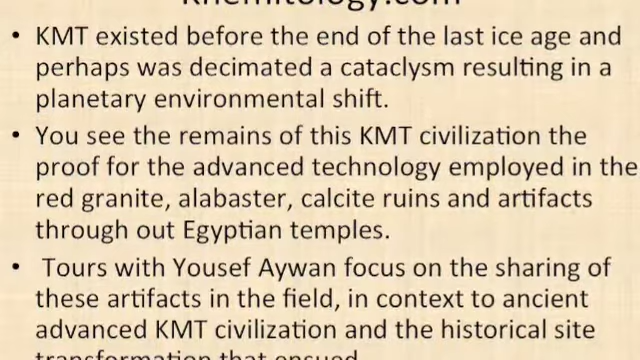 Khemitology.com
• KMT existed before the end of the last ice age and
perhaps was decimated a cataclysm resulting in a
planetary environmental shift.
• You see the remains of this KMT civilization the
proof for the advanced technology employed in the
red granite, alabaster, calcite ruins and artifacts
through out Egyptian temples.
• Tours with Yousef Aywan focus on the sharing of
these artifacts in the field, in context to ancient
advanced KMT civilization and the historical site
transformation that ensued